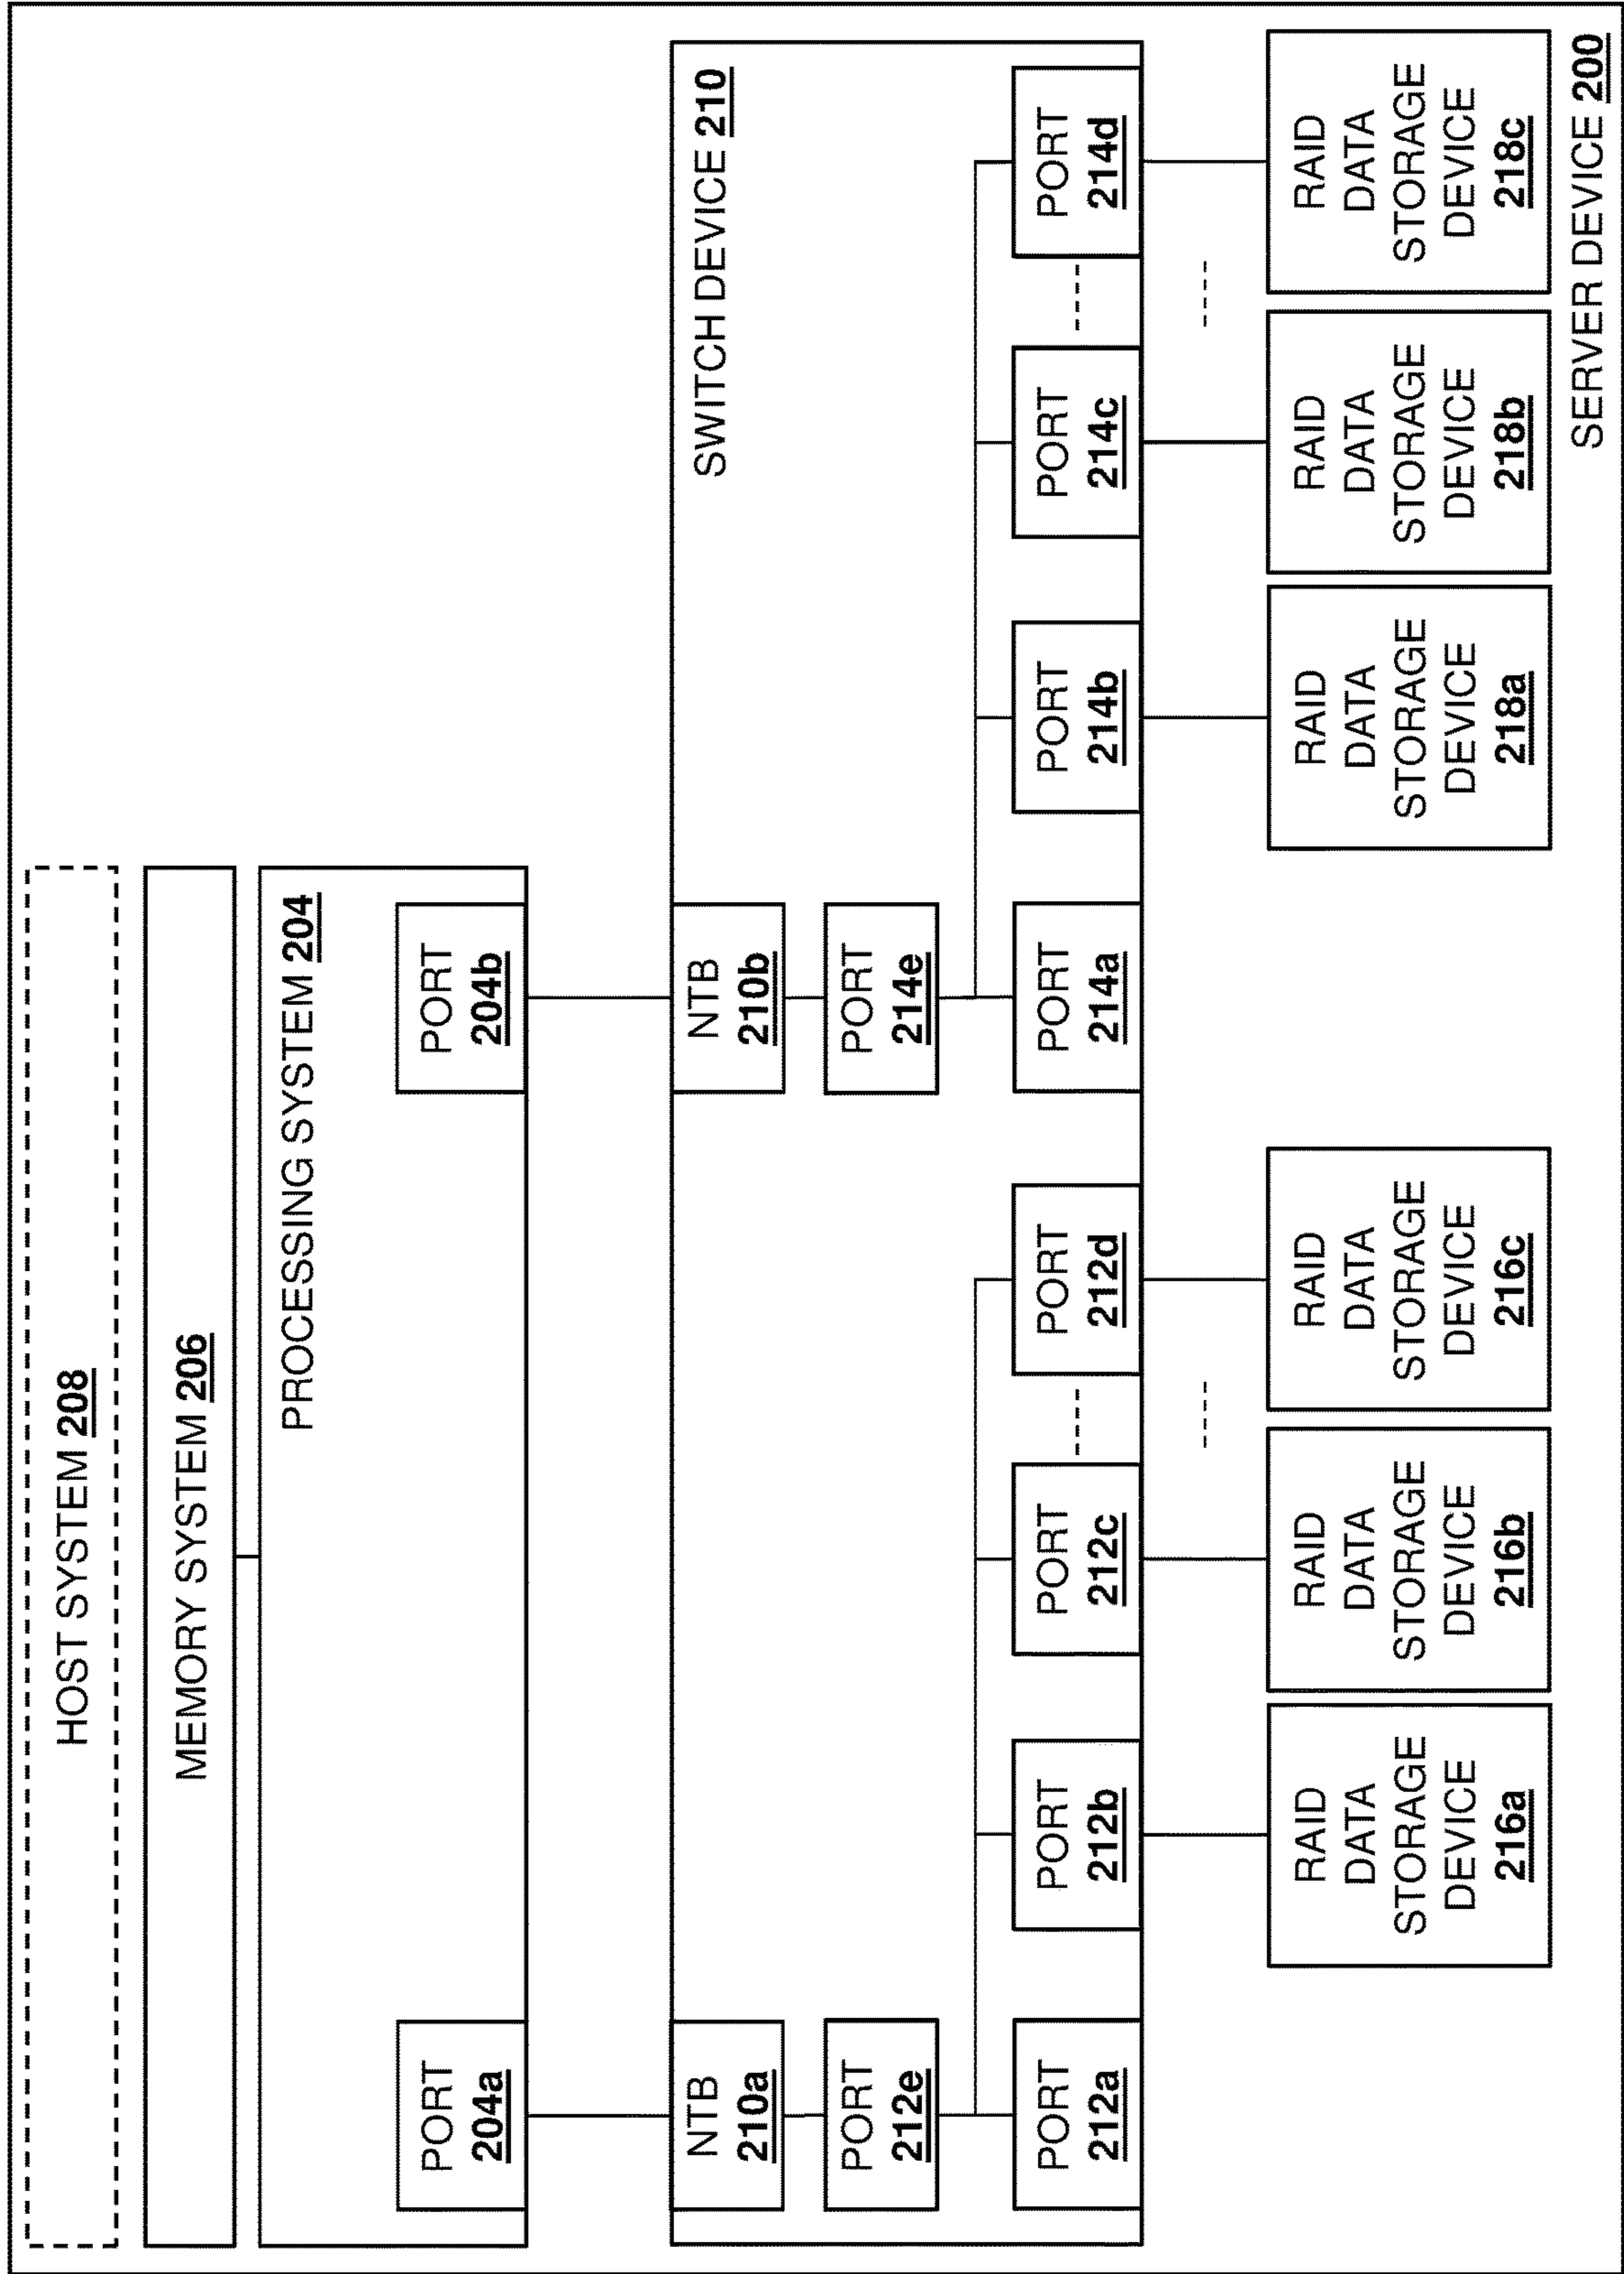 HOST SYSTEM 208
MEMORY SYSTEM 206
PROCESSING SYSTEM 204
PORT
204a
PORT
204b
SWITCH DEVICE 210
NTB
210a
NTB
210b
PORT
212e
PORT
214e
PORT
212a
PORT
212b
PORT
212c
PORT
212d
PORT
214a
PORT
214b
PORT
214c
PORT
214d
RAID
DATA
STORAGE
DEVICE
216a
RAID
DATA
STORAGE
DEVICE
216b
RAID
DATA
STORAGE
DEVICE
216c
RAID
DATA
STORAGE
DEVICE
218a
RAID
DATA
STORAGE
DEVICE
218b
RAID
DATA
STORAGE
DEVICE
218c
SERVER DEVICE 200